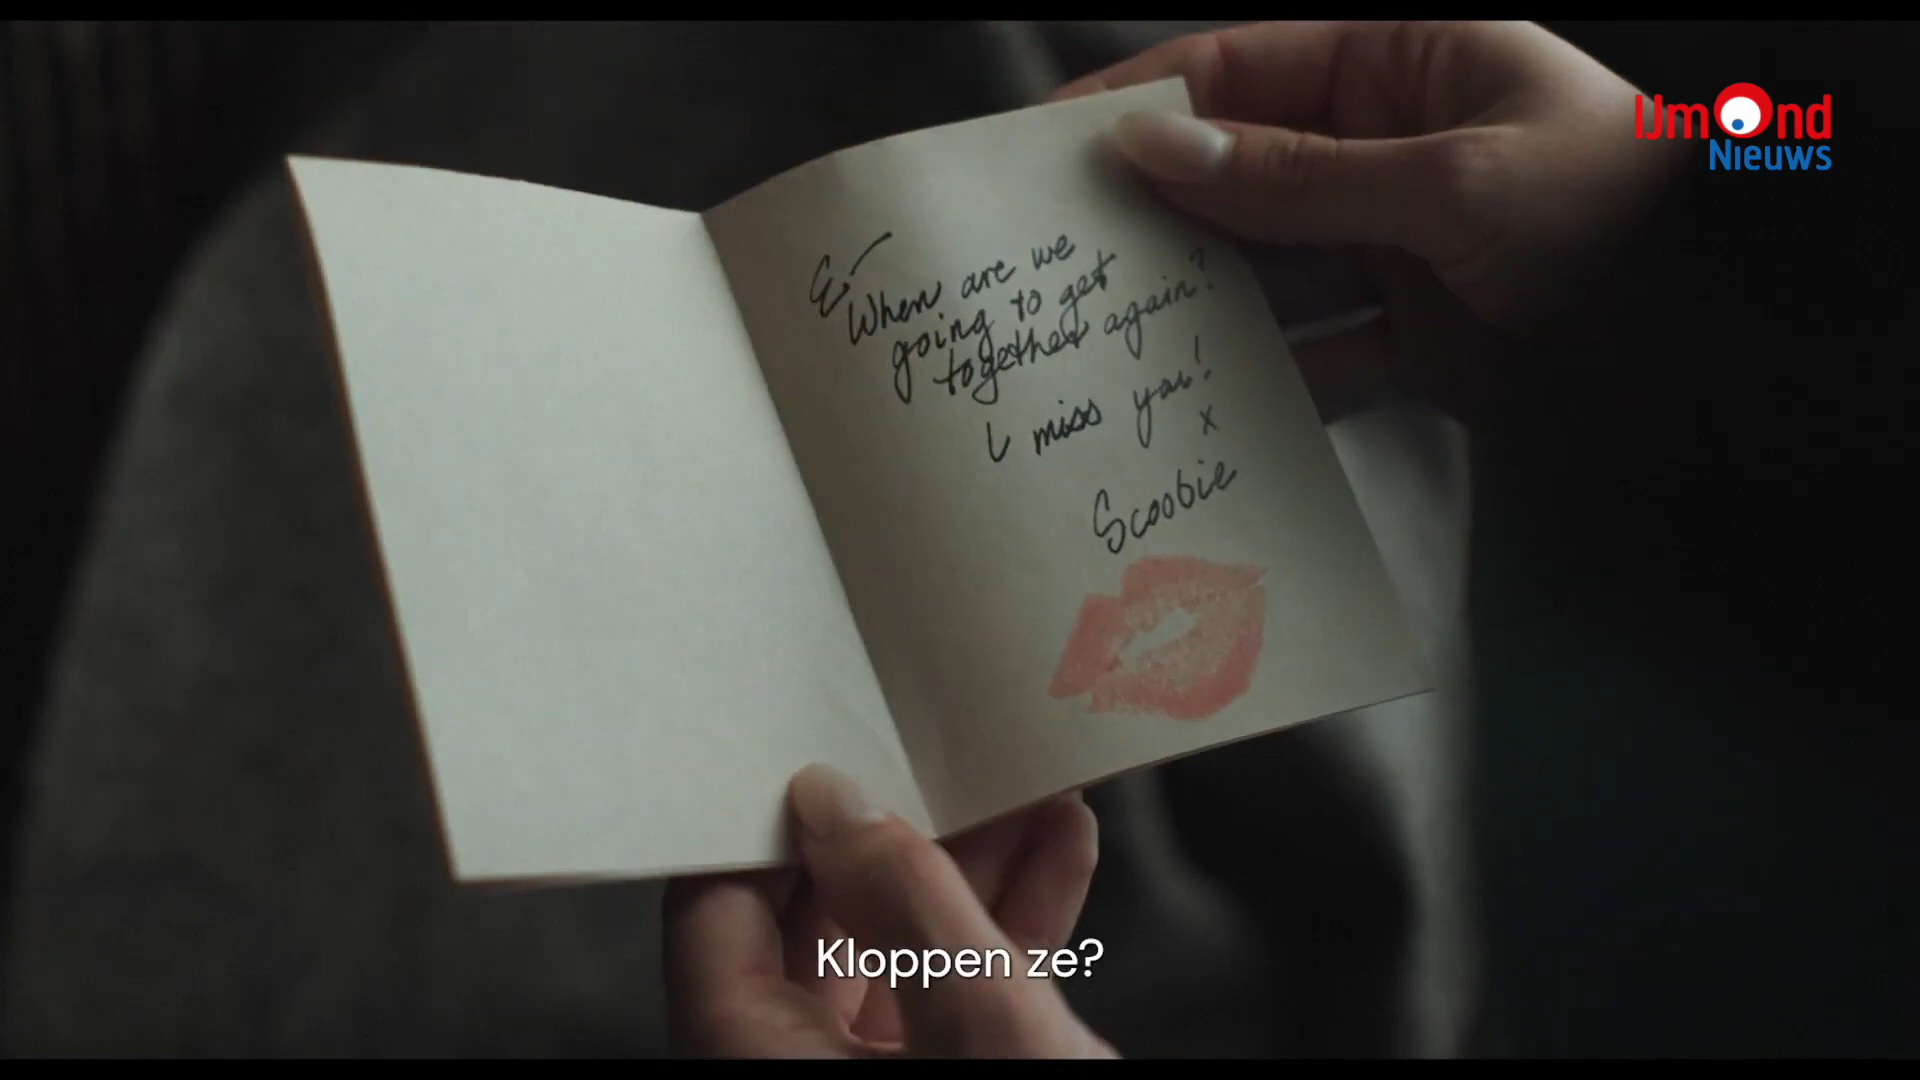 IJmond
Nieuws
E—
When are we
going to get
together again?
I miss you!
x
Scoobie
Kloppen ze?